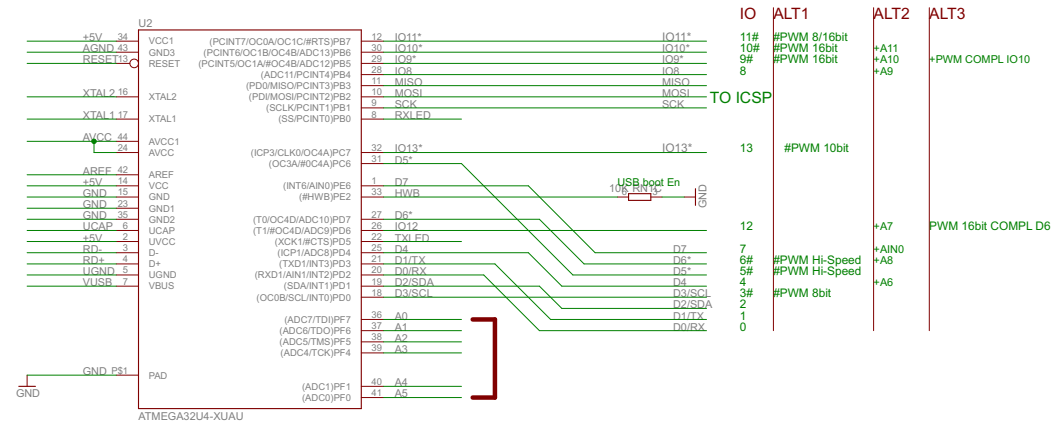 IO ALT1 ALT2 ALT3
U2
+5V 34 VCC1 (PCINT7/OC0A/OC1C/#RTS)PB7 12 IO11* IO11* 11# #PWM 8/16bit
AGND 43 GND3 (PCINT6/OC1B/OC4B/ADC13)PB6 30 IO10* IO10* 10# #PWM 16bit +A11
RESET 13 RESET (PCINT5/OC1A/#OC4B/ADC12)PB5 29 IO9* IO9* 9# #PWM 16bit +A10 +PWM COMPL IO10
(ADC11/PCINT4)PB4 28 IO8 IO8 8 +A9
(PD0/MISO/PCINT3)PB3 11 MISO MISO
XTAL2 16 XTAL2 (PDI/MOSI/PCINT2)PB2 10 MOSI MOSI TO ICSP
(SCLK/PCINT1)PB1 9 SCK SCK
XTAL1 17 XTAL1 (SS/PCINT0)PB0 8 RXLED
AVCC 44 AVCC1
24 AVCC (ICP3/CLK0/OC4A)PC7 32 IO13* IO13* 13 #PWM 10bit
(OC3A/#0C4A)PC6 31 D5*
AREF 42 AREF
+5V 14 VCC (INT6/AIN0)PE6 1 D7 USB boot En
GND 15 GND (#HWB)PE2 33 HWB GND
GND 23 GND1
GND 35 GND2 (T0/OC4D/ADC10)PD7 27 D6*
UCAP 6 UCAP (T1/#OC4D/ADC9)PD6 26 IO12 12 +A7 PWM 16bit COMPL D6
+5V 2 UVCC (XCK1/#CTS)PD5 22 TXLED
RD- 3 D- (ICP1/ADC8)PD4 25 D4 D7 7 +AIN0
RD+ 4 D+ (TXD1/INT3)PD3 21 D1/TX D6* 6# #PWM Hi-Speed +A8
UGND 5 UGND (RXD1/AIN1/INT2)PD2 20 D0/RX D5* 5# #PWM Hi-Speed
VUSB 7 VBUS (SDA/INT1)PD1 19 D2/SDA D4 4 +A6
(OC0B/SCL/INT0)PD0 18 D3/SCL D3/SCL 3# #PWM 8bit
D2/SDA 2
(ADC7/TDI)PF7 36 A0 D1/TX 1
(ADC6/TDO)PF6 37 A1 D0/RX 0
(ADC5/TMS)PF5 38 A2
(ADC4/TCK)PF4 39 A3
GND P$1 PAD
(ADC1)PF1 40 A4
GND (ADC0)PF0 41 A5
ATMEGA32U4-XUAU